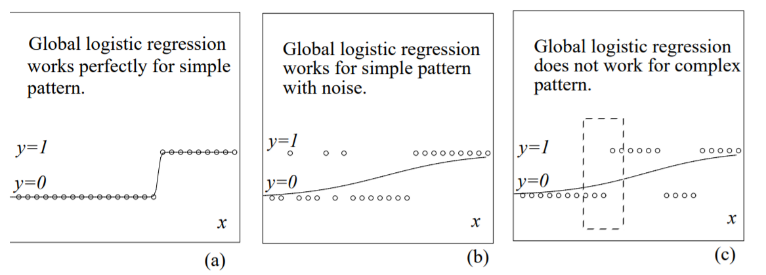 Global logistic regression
works perfectly for simple
pattern.
y=1
y=0
x
(a)
Global logistic regression
works for simple pattern
with noise.
y=1
y=0
x
(b)
Global logistic regression
does not work for complex
pattern.
y=1
y=0
x
(c)